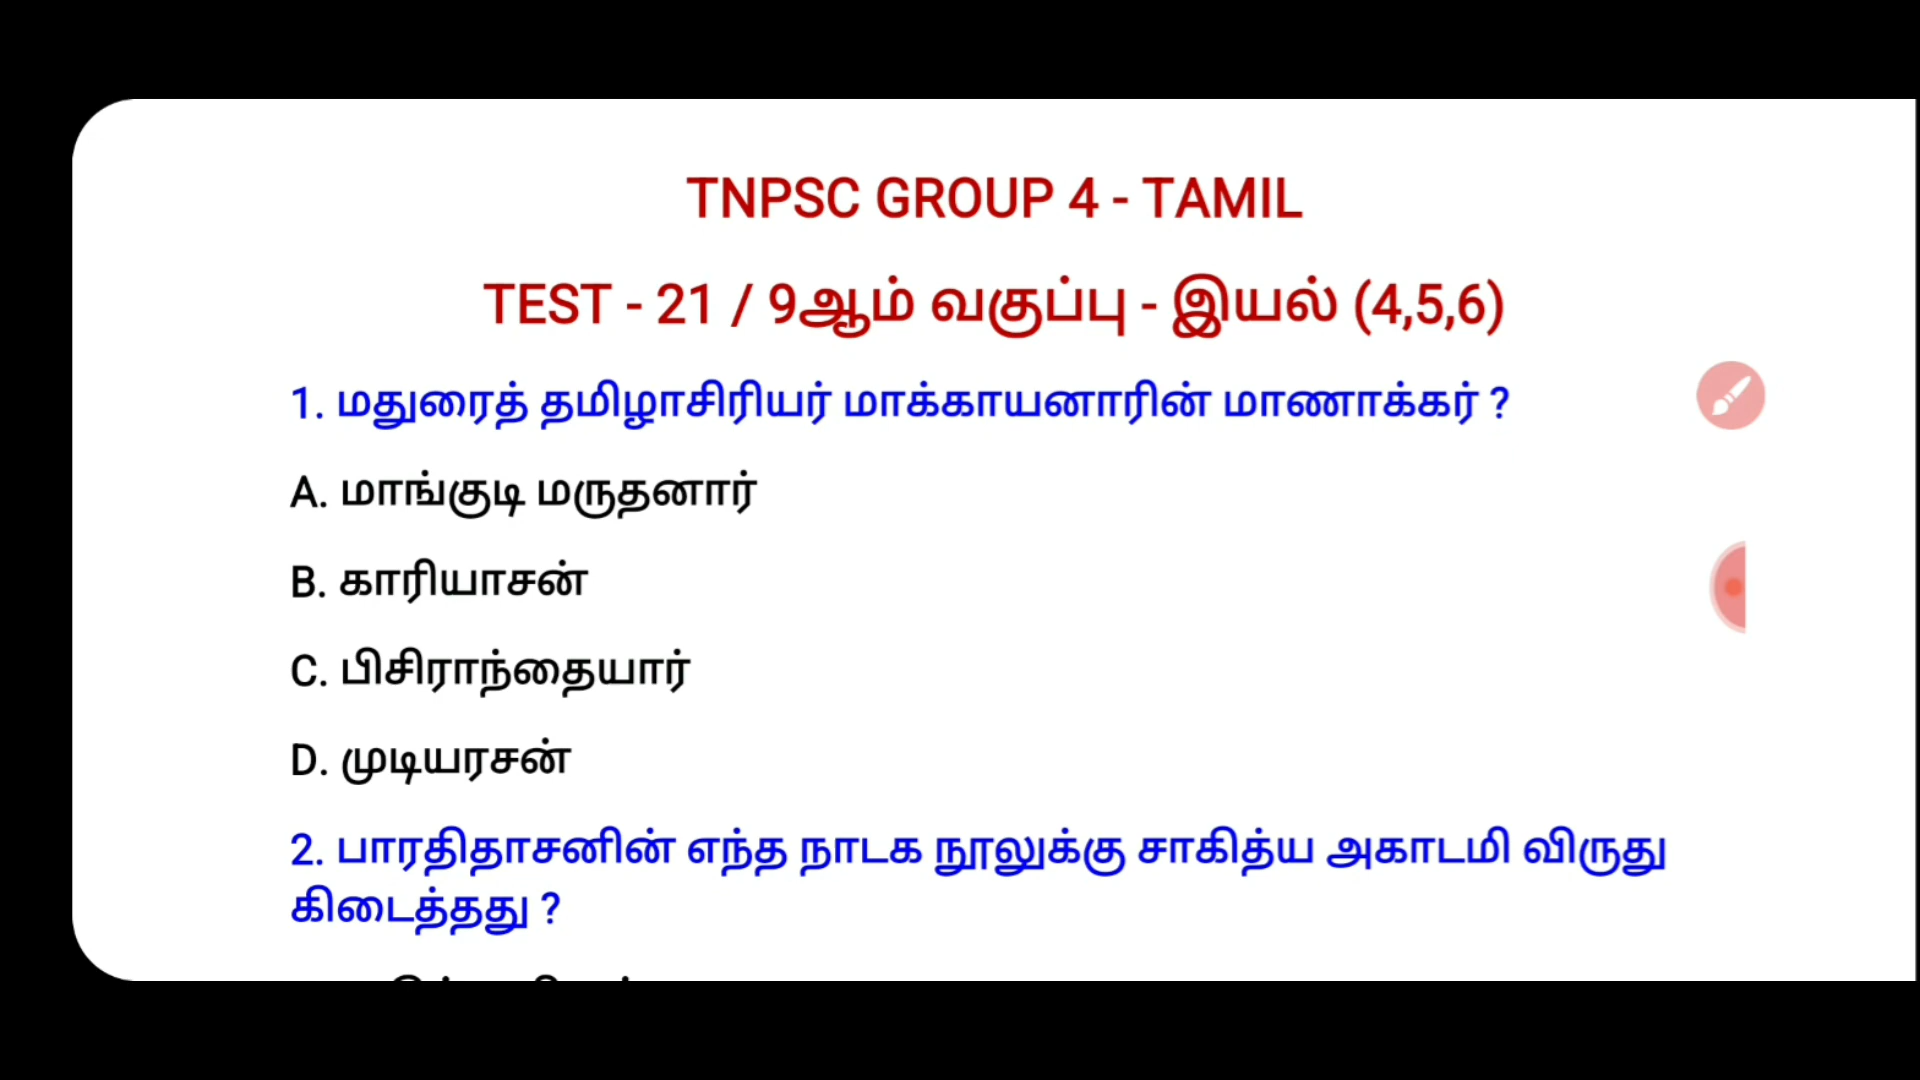 TNPSC GROUP 4 - TAMIL
TEST - 21 / 9ஆம் வகுப்பு - இயல் (4,5,6)
1. மதுரைத் தமிழாசிரியர் மாக்காயனாரின் மாணாக்கர் ?
A. மாங்குடி மருதனார்
B. காரியாசன்
C. பிசிராந்தையார்
D. முடியரசன்
2. பாரதிதாசனின் எந்த நாடக நூலுக்கு சாகித்ய அகாடமி விருது
கிடைத்தது ?